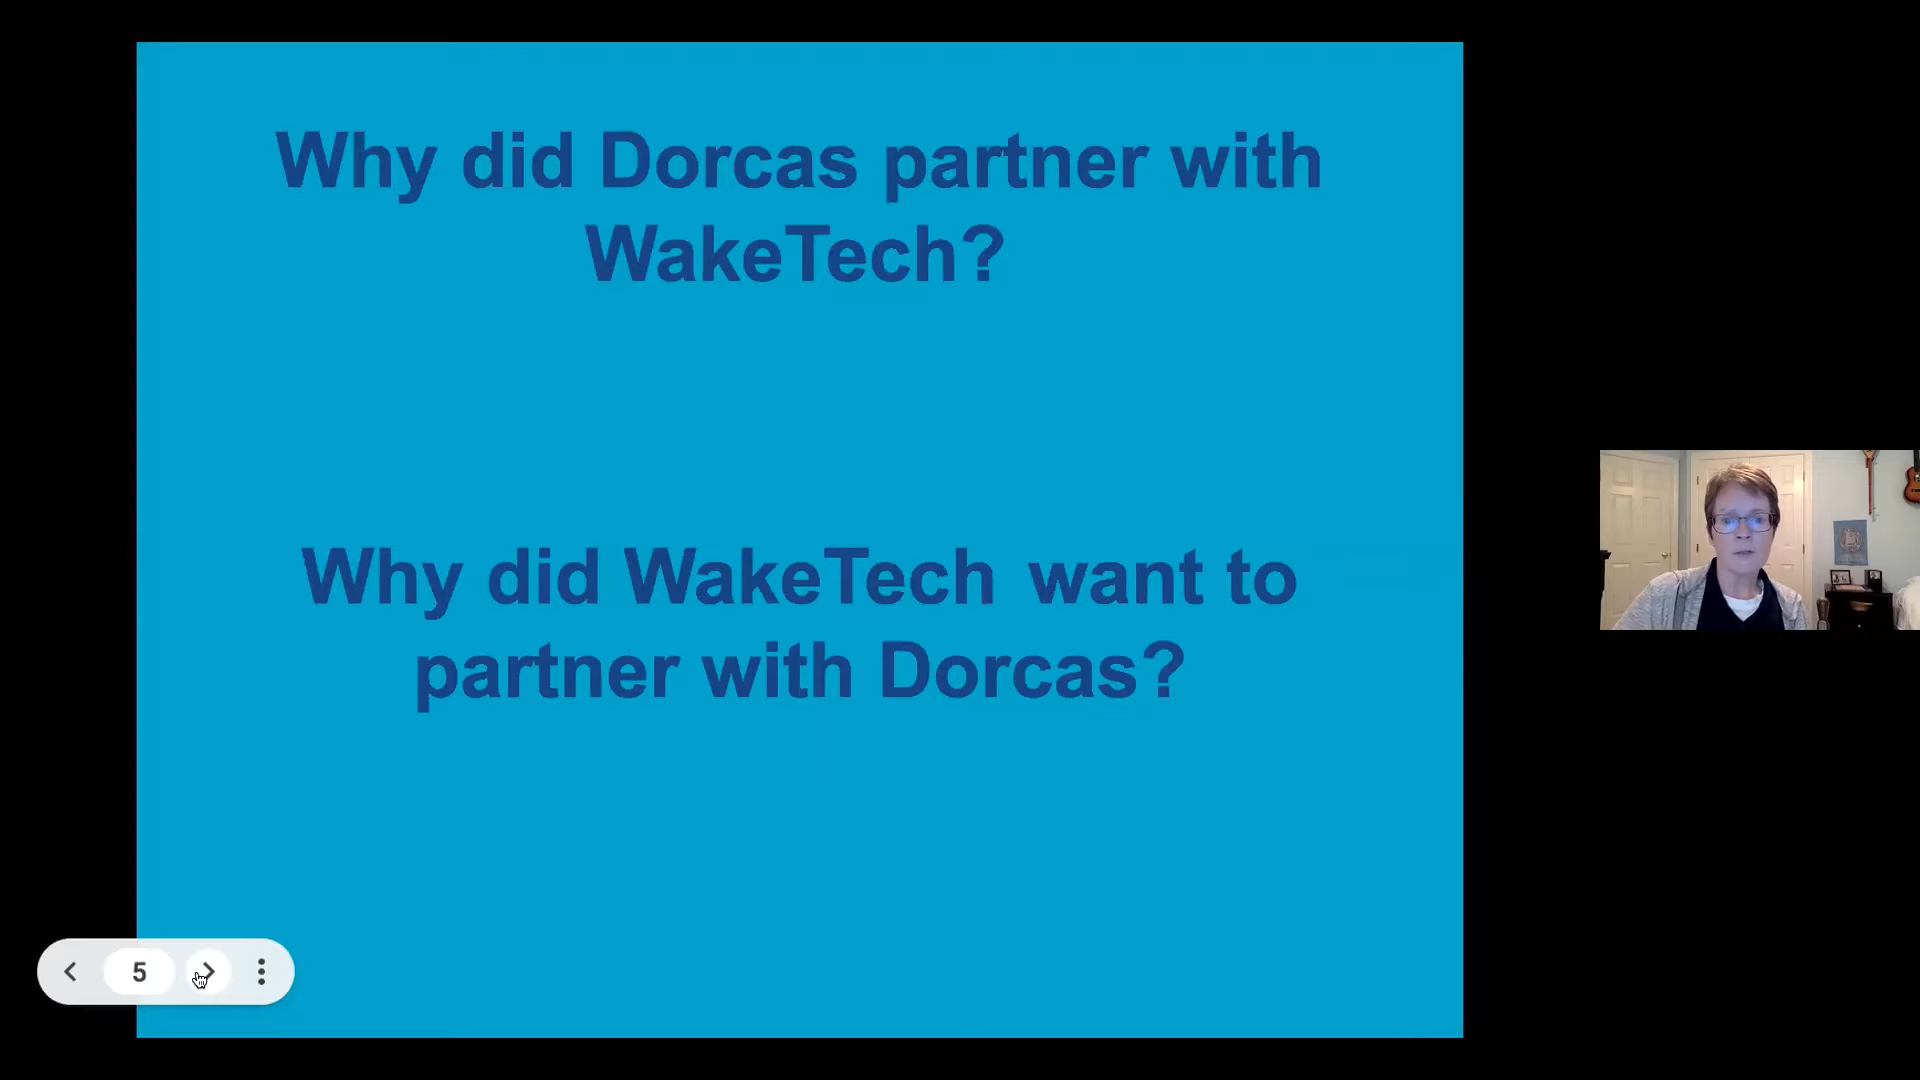 Why did Dorcas partner with
WakeTech?
Why did WakeTech want to
partner with Dorcas?
5